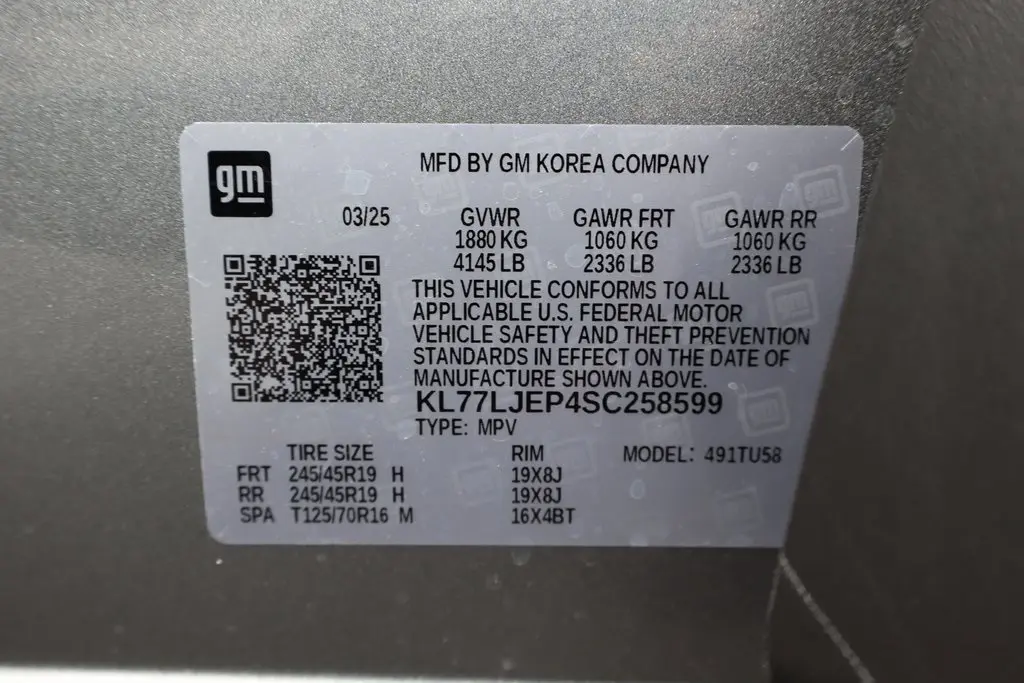 gm
MFD BY GM KOREA COMPANY
03/25 GVWR GAWR FRT GAWR RR
1880 KG 1060 KG 1060 KG
4145 LB 2336 LB 2336 LB
THIS VEHICLE CONFORMS TO ALL
APPLICABLE U.S. FEDERAL MOTOR
VEHICLE SAFETY AND THEFT PREVENTION
STANDARDS IN EFFECT ON THE DATE OF
MANUFACTURE SHOWN ABOVE.
KL77LJEP4SC258599
TYPE: MPV
TIRE SIZE RIM MODEL: 491TU58
FRT 245/45R19 H 19X8J
RR 245/45R19 H 19X8J
SPA T125/70R16 M 16X4BT